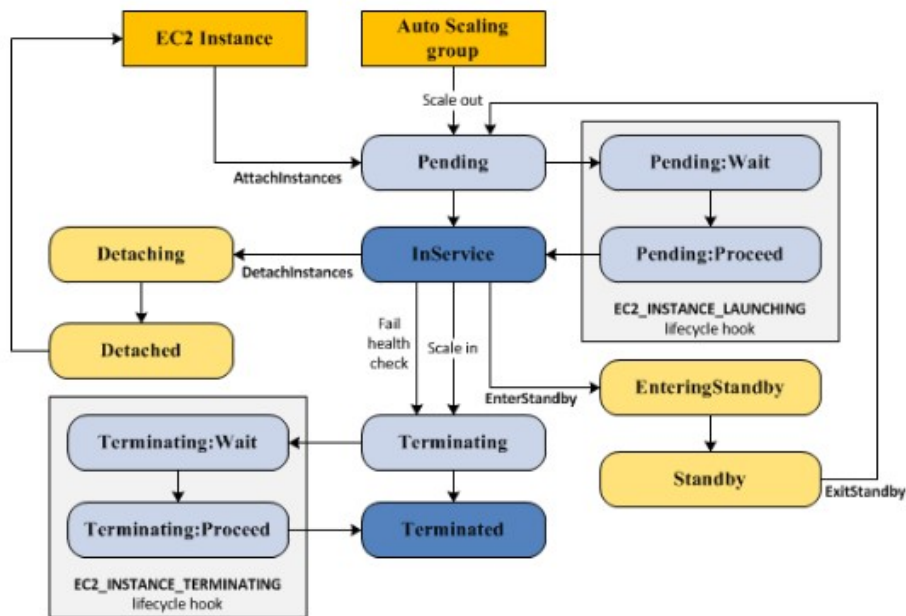 EC2 Instance
Auto Scaling
group
Scale out
Pending
Pending:Wait
AttachInstances
Detaching
DetachInstances
InService
Pending:Proceed
EC2_INSTANCE_LAUNCHING
lifecycle hook
Detached
Fail
health
check
Scale in
EnterStandby
EnteringStandby
Terminating:Wait
Terminating
Standby
ExitStandby
Terminating:Proceed
Terminated
EC2_INSTANCE_TERMINATING
lifecycle hook